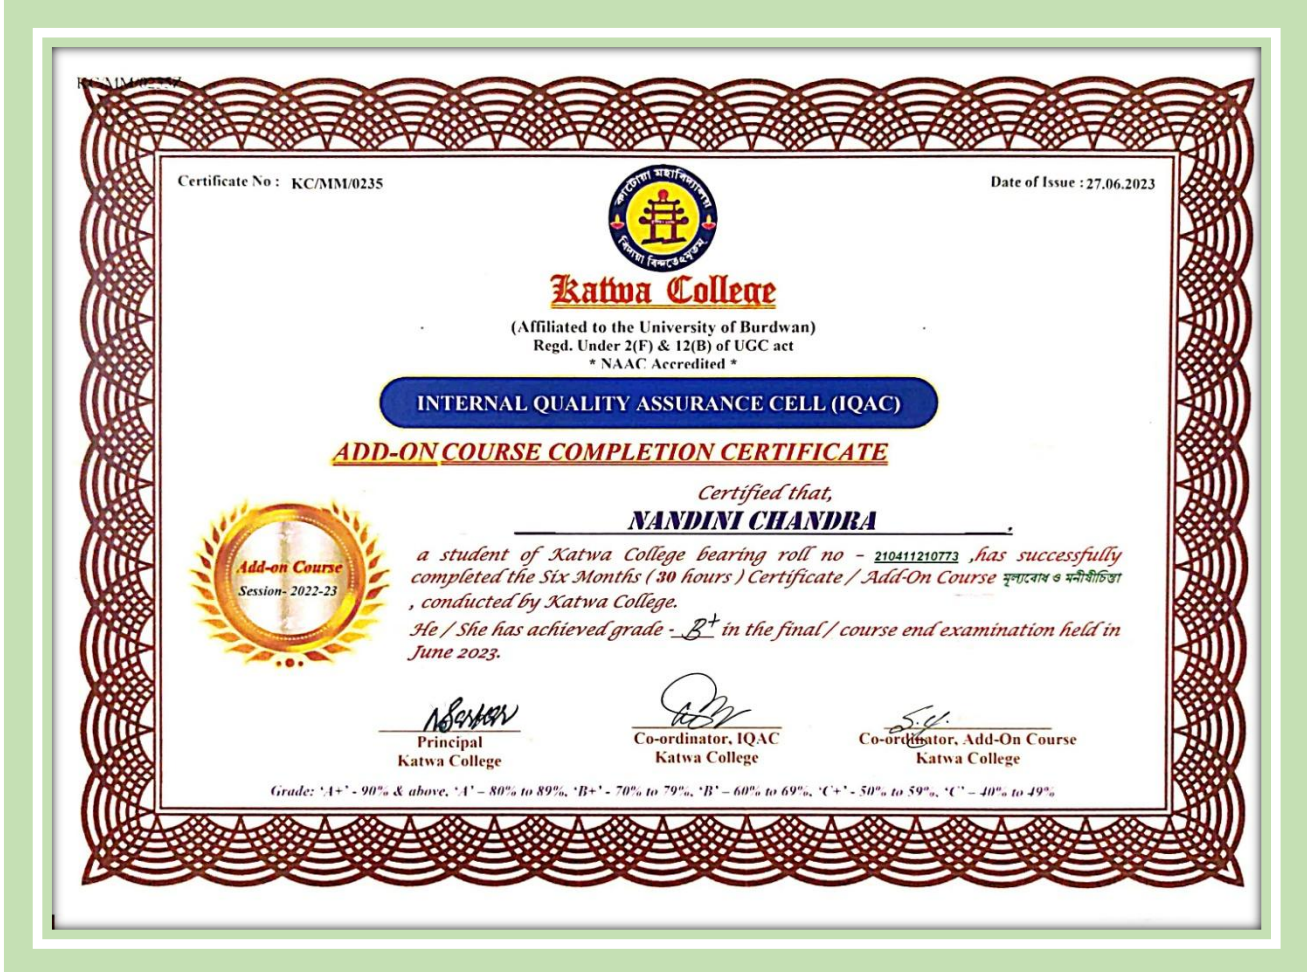 Certificate No : KC/MM/0235
Date of Issue : 27.06.2023
কাটোয়া মহাবিদ্যালয়
Katwa College
(Affiliated to the University of Burdwan)
Regd. Under 2(F) & 12(B) of UGC act
* NAAC Accredited *
INTERNAL QUALITY ASSURANCE CELL (IQAC)
ADD-ON COURSE COMPLETION CERTIFICATE
Certified that,
NANDINI CHANDRA .
Add-on Course
Session- 2022-23
a student of Katwa College bearing roll no - 210411210773 ,has successfully
completed the Six Months ( 30 hours ) Certificate / Add-On Course মূল্যবোধ ও মনীষীচিন্তা
, conducted by Katwa College.
He / She has achieved grade - B+ in the final / course end examination held in
June 2023.
Principal
Katwa College
Co-ordinator, IQAC
Katwa College
S.Y.
Co-ordinator, Add-On Course
Katwa College
Grade: 'A+' - 90% & above, 'A' – 80% to 89%, 'B+' - 70% to 79%, 'B' – 60% to 69%, 'C+' - 50% to 59%, 'C' – 40% to 49%